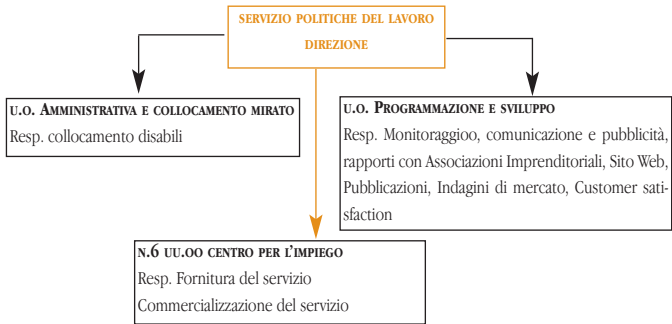 SERVIZIO POLITICHE DEL LAVORO
DIREZIONE
U.O. AMMINISTRATIVA E COLLOCAMENTO MIRATO
Resp. collocamento disabili
U.O. PROGRAMMAZIONE E SVILUPPO
Resp. Monitoraggioo, comunicazione e pubblicità,
rapporti con Associazioni Imprenditoriali, Sito Web,
Pubblicazioni, Indagini di mercato, Customer sati-
sfaction
N.6 UU.OO CENTRO PER L'IMPIEGO
Resp. Fornitura del servizio
Commercializzazione del servizio